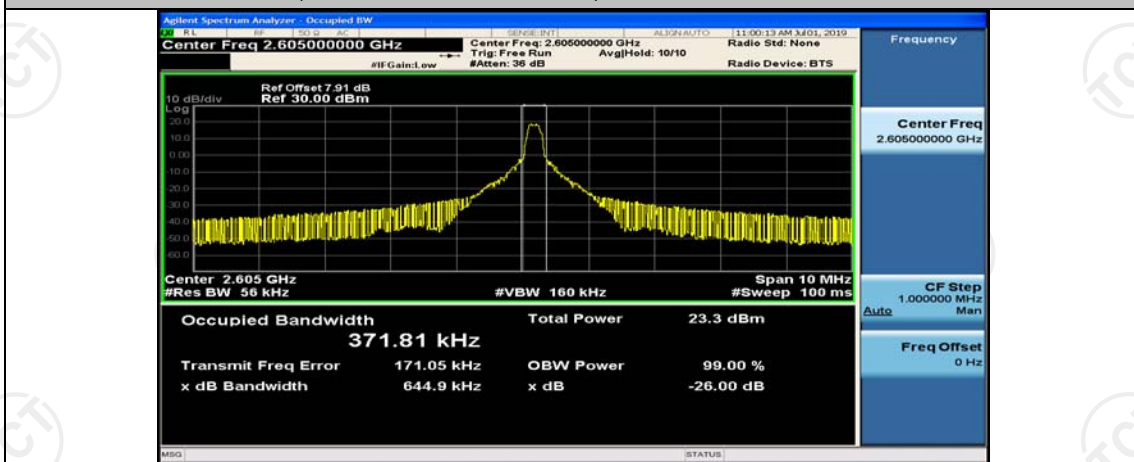 Agilent Spectrum Analyzer - Occupied BW
RL RF 50 Ω AC SENSE:INT ALIGN AUTO 11:00:13 AM Jul 01, 2019
Center Freq 2.605000000 GHz
Center Freq: 2.605000000 GHz
Radio Std: None
Trig: Free Run Avg|Hold: 10/10
#IFGain:Low #Atten: 36 dB Radio Device: BTS
Frequency
Ref Offset 7.91 dB
10 dB/div Ref 30.00 dBm
Log
20.0
10.0
0.00
-10.0
-20.0
-30.0
-40.0
-50.0
-60.0
Center Freq
2.605000000 GHz
Center 2.605 GHz Span 10 MHz
#Res BW 56 kHz #VBW 160 kHz #Sweep 100 ms
CF Step
1.000000 MHz
Auto Man
Freq Offset
0 Hz
Occupied Bandwidth Total Power 23.3 dBm
371.81 kHz
Transmit Freq Error 171.05 kHz OBW Power 99.00 %
x dB Bandwidth 644.9 kHz x dB -26.00 dB
MSG STATUS